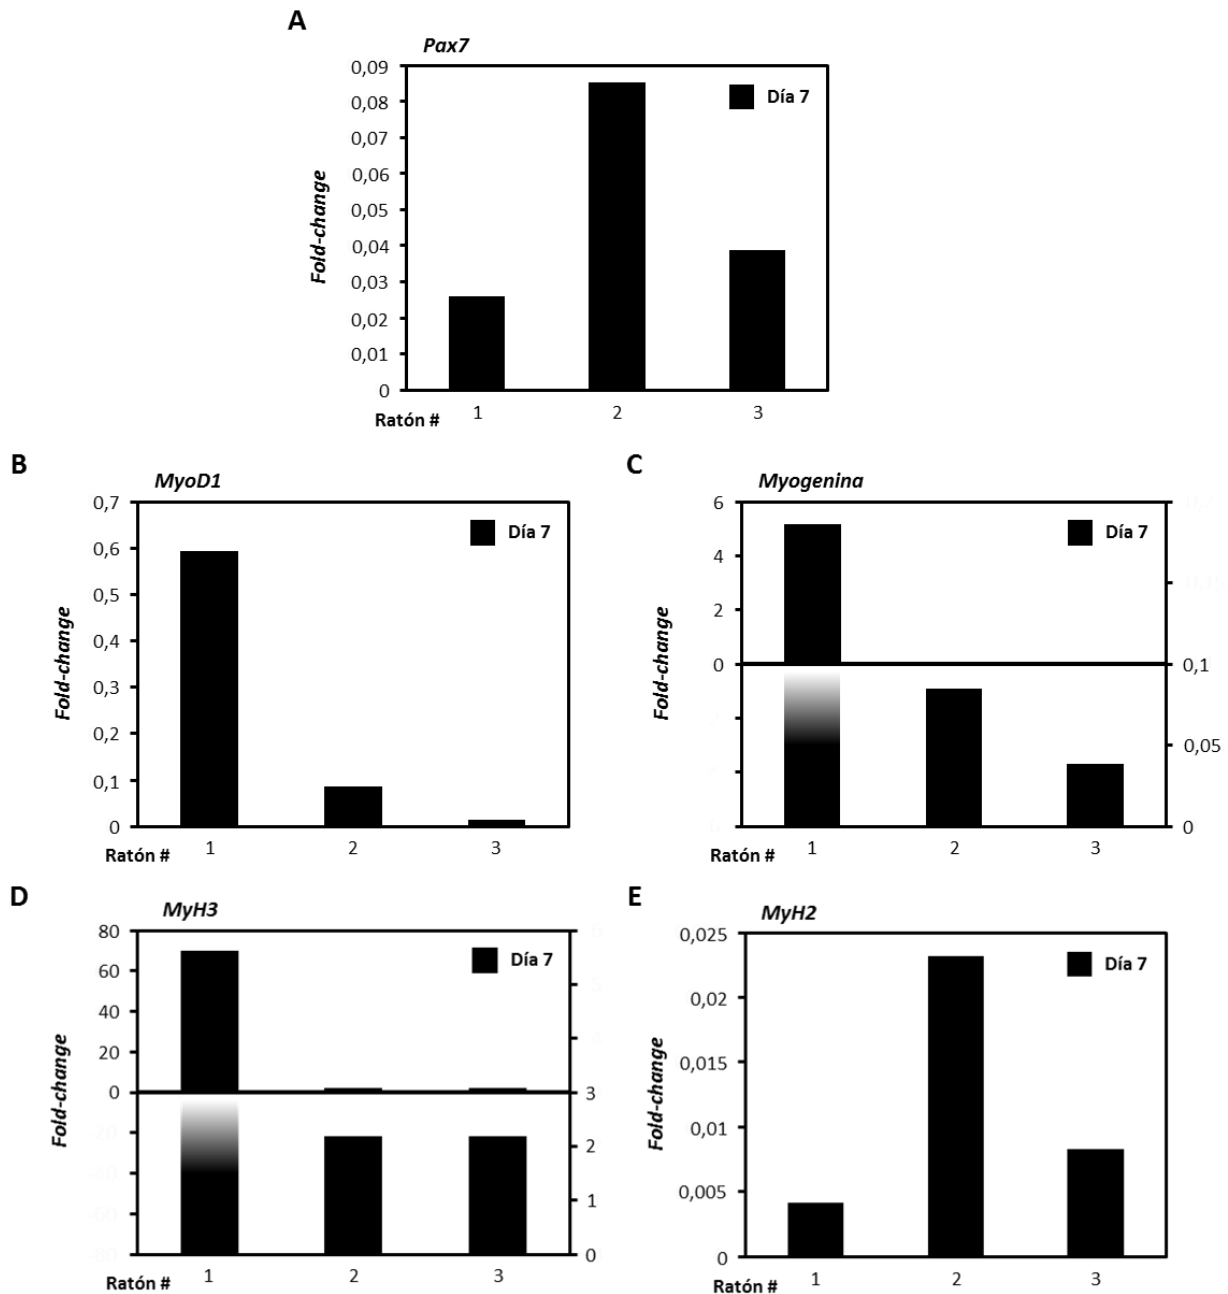 A
Pax7
0,09
0,08
0,07
0,06
0,05
0,04
0,03
0,02
0,01
0
Fold-change
Día 7
Ratón # 1 2 3
B
MyoD1
0,7
0,6
0,5
0,4
0,3
0,2
0,1
0
Fold-change
Día 7
Ratón # 1 2 3
C
Myogenina
6
4
2
0
0,1
0,05
0
Fold-change
Día 7
Ratón # 1 2 3
D
MyH3
80
60
40
20
0
3
2
1
0
Fold-change
Día 7
Ratón # 1 2 3
E
MyH2
0,025
0,02
0,015
0,01
0,005
0
Fold-change
Día 7
Ratón # 1 2 3